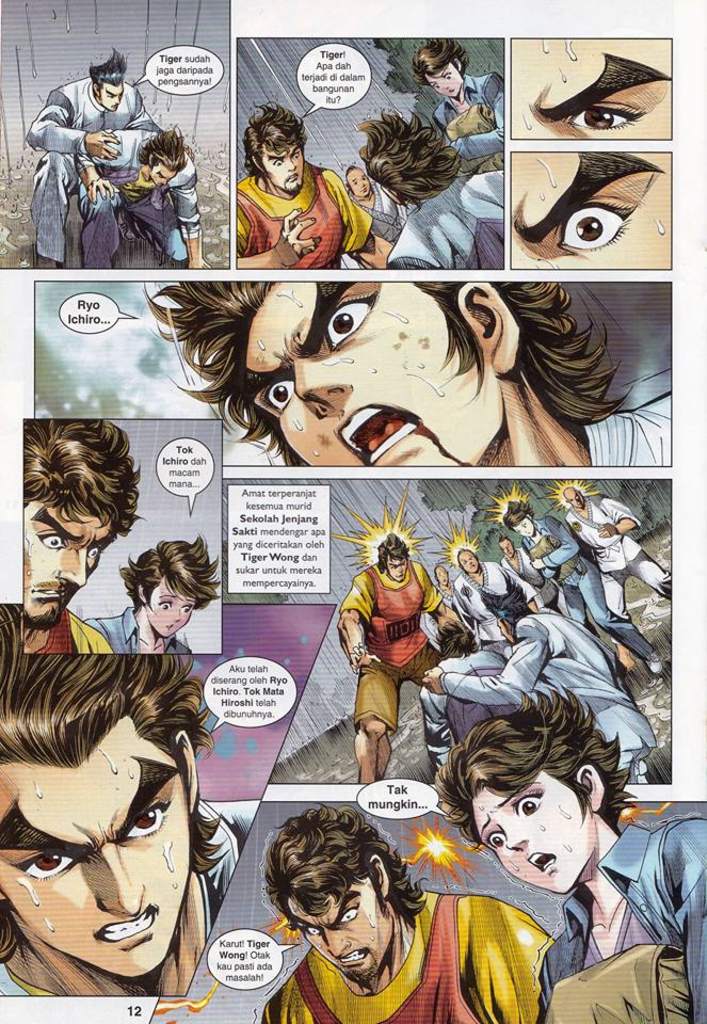 Tiger sudah
jaga daripada
pengsannya!
Tiger!
Apa dah
terjadi di dalam
bangunan
itu?
Ryo
Ichiro...
Tok
Ichiro dah
macam
mana...
Amat terperanjat
kesemua murid
Sekolah Jenjang
Sakti mendengar apa
yang diceritakan oleh
Tiger Wong dan
sukar untuk mereka
mempercayainya.
Aku telah
diserang oleh Ryo
Ichiro. Tok Mata
Hiroshi telah
dibunuhnya.
Tak
mungkin...
Karut! Tiger
Wong! Otak
kau pasti ada
masalah!
12